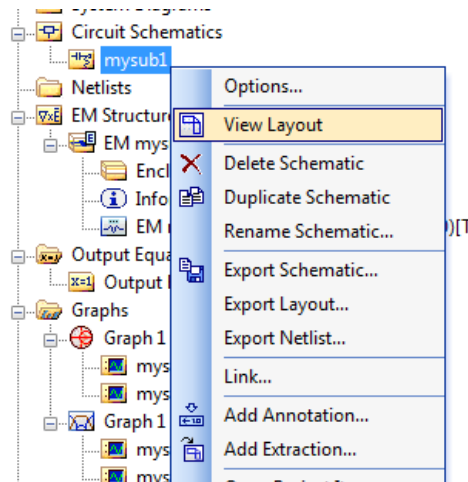 Circuit Schematics
mysub1
Netlists
Options...
EM Structure
View Layout
EM mys
Delete Schematic
Encl
Duplicate Schematic
Info
Rename Schematic...
EM
)[T
Output Equa
Export Schematic...
Output
Export Layout...
Graphs
Export Netlist...
Graph 1
mys
Link...
mys
Add Annotation...
Graph 1
Add Extraction...
mys
mys